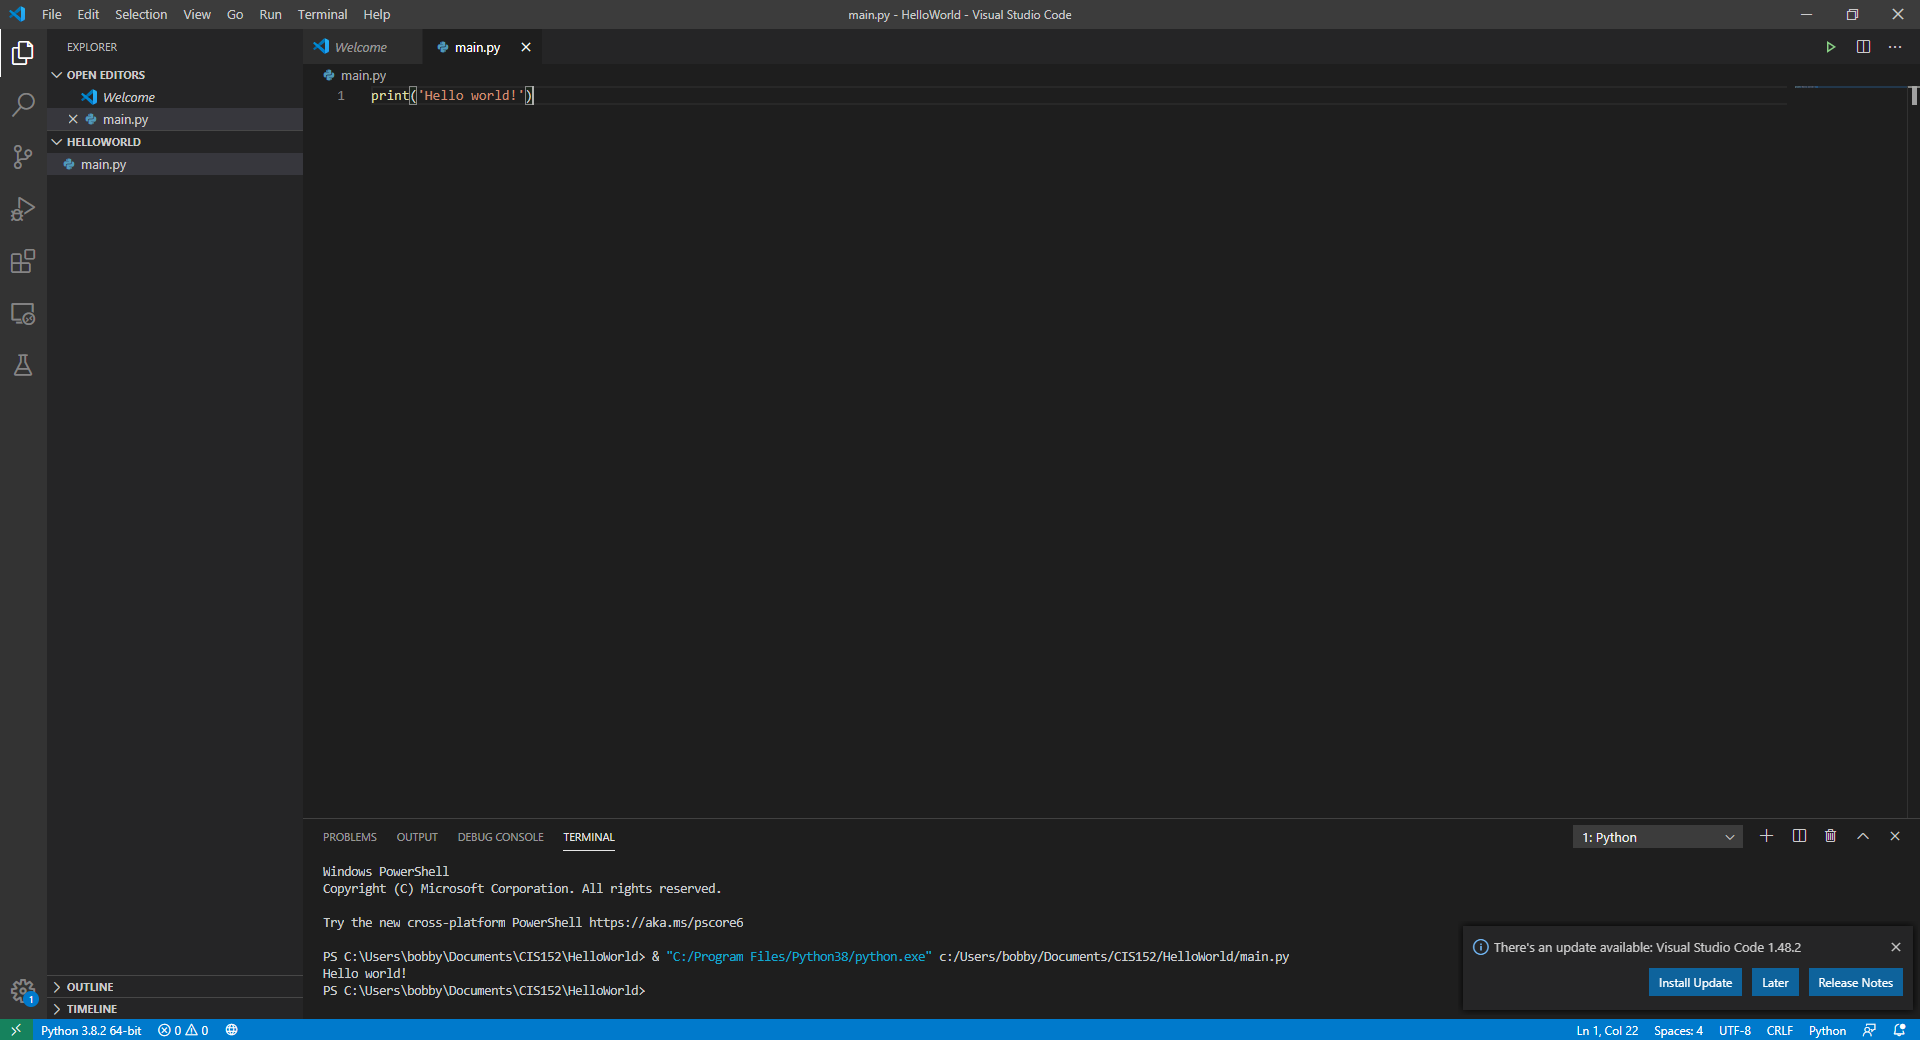 File Edit Selection View Go Run Terminal Help
main.py - HelloWorld - Visual Studio Code
EXPLORER
OPEN EDITORS
Welcome
main.py
HELLOWORLD
main.py
OUTLINE
TIMELINE
Welcome
main.py
main.py
1 print('Hello world!')
PROBLEMS OUTPUT DEBUG CONSOLE TERMINAL
1: Python
Windows PowerShell
Copyright (C) Microsoft Corporation. All rights reserved.
Try the new cross-platform PowerShell https://aka.ms/pscore6
PS C:\Users\bobby\Documents\CIS152\HelloWorld> & "C:/Program Files/Python38/python.exe" c:/Users/bobby/Documents/CIS152/HelloWorld/main.py
Hello world!
PS C:\Users\bobby\Documents\CIS152\HelloWorld>
There's an update available: Visual Studio Code 1.48.2
Install Update Later Release Notes
1
Python 3.8.2 64-bit 0 0
Ln 1, Col 22 Spaces: 4 UTF-8 CRLF Python